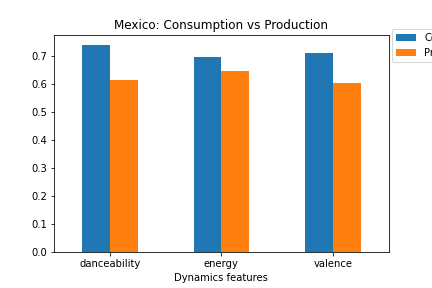 Mexico: Consumption vs Production
0.7
0.6
0.5
0.4
0.3
0.2
0.1
0.0
danceability energy valence
Dynamics features